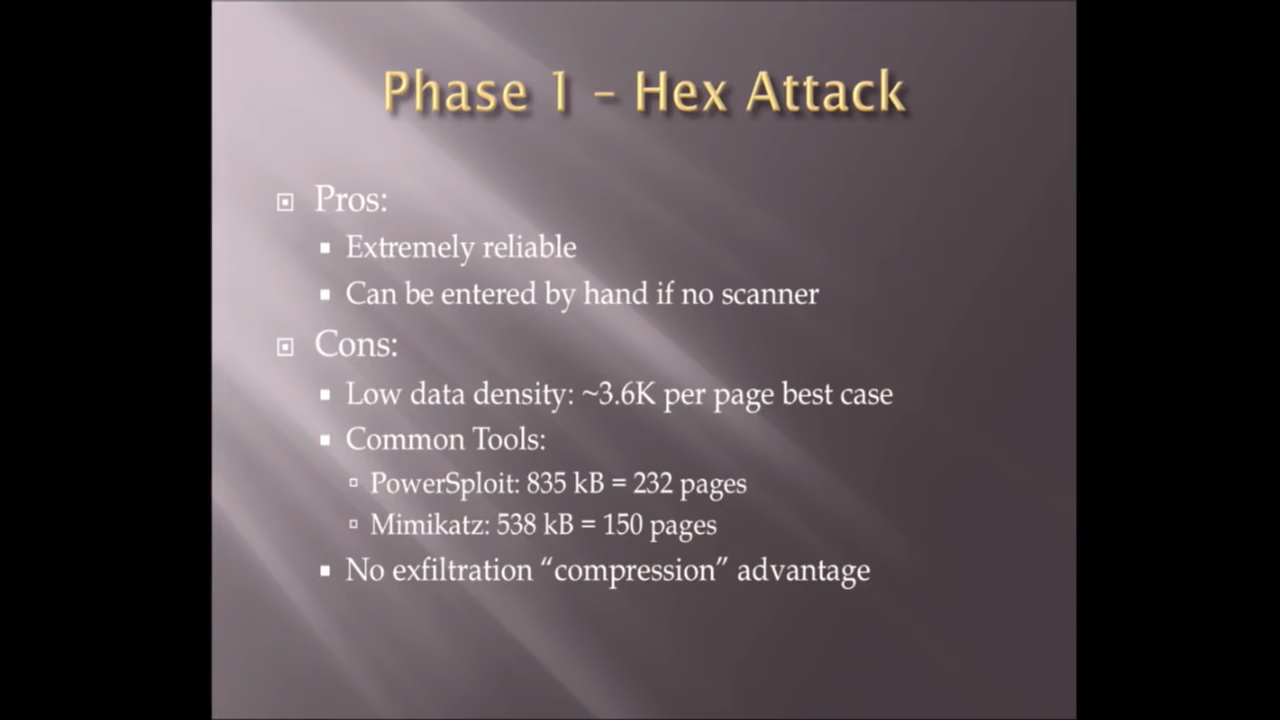 Phase 1 – Hex Attack
Pros:
Extremely reliable
Can be entered by hand if no scanner
Cons:
Low data density: ~3.6K per page best case
Common Tools:
PowerSploit: 835 kB = 232 pages
Mimikatz: 538 kB = 150 pages
No exfiltration “compression” advantage